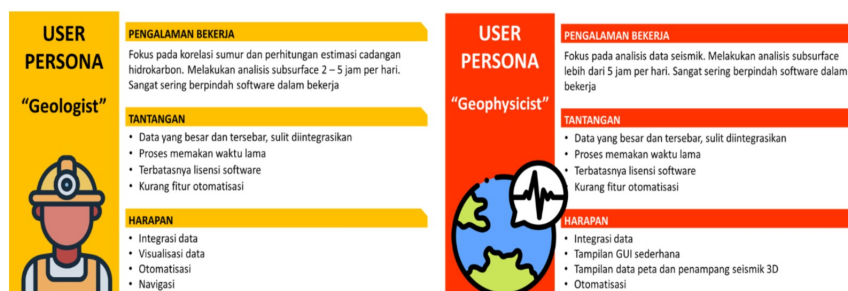 USER
PERSONA
“Geologist”
PENGALAMAN BEKERJA
Fokus pada korelasi sumur dan perhitungan estimasi cadangan
hidrokarbon. Melakukan analisis subsurface 2 – 5 jam per hari.
Sangat sering berpindah software dalam bekerja
TANTANGAN
• Data yang besar dan tersebar, sulit diintegrasikan
• Proses memakan waktu lama
• Terbatasnya lisensi software
• Kurang fitur otomatisasi
HARAPAN
• Integrasi data
• Visualisasi data
• Otomatisasi
• Navigasi
USER
PERSONA
“Geophysicist”
PENGALAMAN BEKERJA
Fokus pada analisis data seismik. Melakukan analisis subsurface
lebih dari 5 jam per hari. Sangat sering berpindah software dalam
bekerja
TANTANGAN
• Data yang besar dan tersebar, sulit diintegrasikan
• Proses memakan waktu lama
• Terbatasnya lisensi software
• Kurang fitur otomatisasi
HARAPAN
• Integrasi data
• Tampilan GUI sederhana
• Tampilan data peta dan penampang seismik 3D
• Otomatisasi